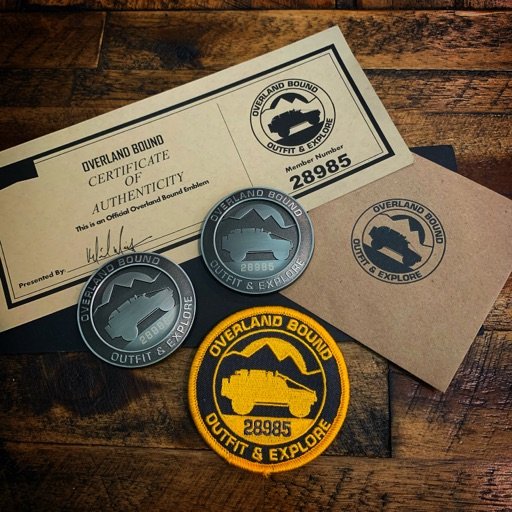 OVERLAND BOUND
CERTIFICATE
OF
AUTHENTICITY
This is an Official Overland Bound Emblem
Presented By:
OVERLAND BOUND
OUTFIT & EXPLORE
Member Number
28985
OVERLAND BOUND
OUTFIT & EXPLORE
OVERLAND BOUND
28985
OUTFIT & EXPLORE
OVERLAND BOUND
28985
OUTFIT & EXPLORE
OVERLAND BOUND
28985
OUTFIT & EXPLORE